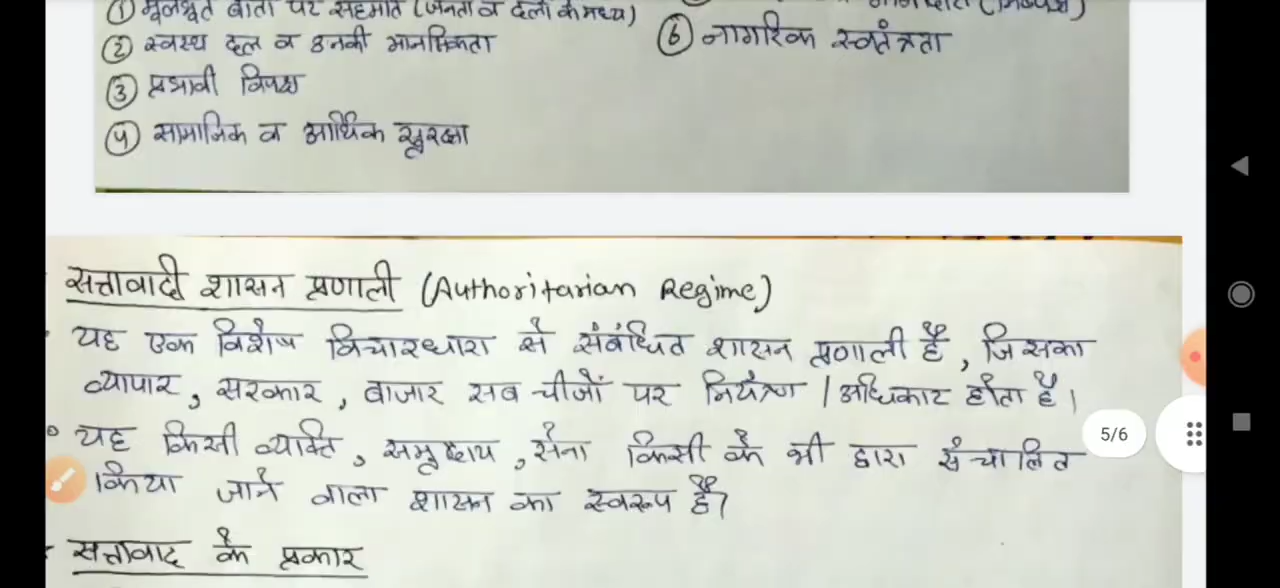 ① मूलभूत बातों पर सहमति (जनता व दलों के मध्य)
② स्वस्थ दल व उनकी मानसिकता
③ प्रभावी विपक्ष
④ सामाजिक व आर्थिक सुरक्षा
⑥ नागरिक स्वतंत्रता
सत्तावादी शासन प्रणाली (Authoritarian Regime)
यह एक विशेष विचारधारा से संबंधित शासन प्रणाली है, जिसका
व्यापार, सरकार, बाजार सब चीजों पर नियंत्रण / अधिकार होता है।
यह किसी व्यक्ति, समुदाय, सेना किसी के भी द्वारा संचालित
किया जाने वाला शासन का स्वरूप है।
सत्तावाद के प्रकार
5/6